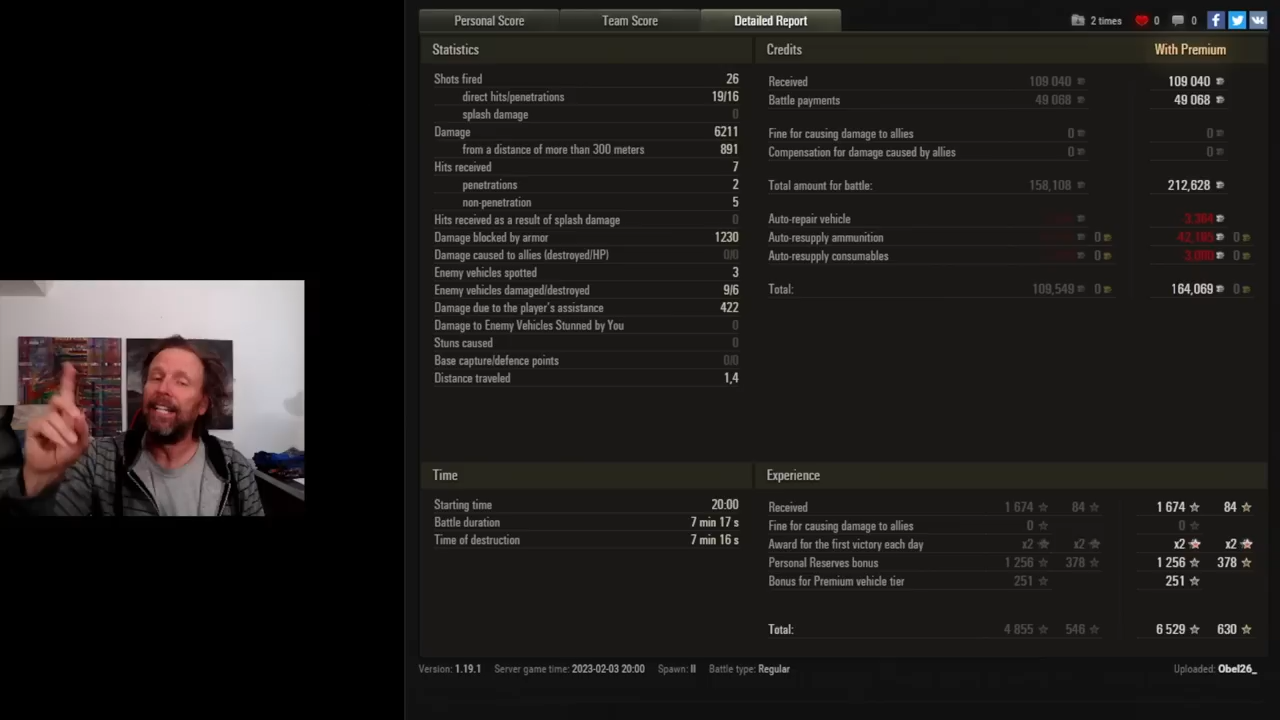 Personal Score Team Score Detailed Report 2 times 0 0
Statistics
Shots fired 26
direct hits/penetrations 19/16
splash damage 0
Damage 6211
from a distance of more than 300 meters 891
Hits received 7
penetrations 2
non-penetration 5
Hits received as a result of splash damage 0
Damage blocked by armor 1230
Damage caused to allies (destroyed/HP) 0/0
Enemy vehicles spotted 3
Enemy vehicles damaged/destroyed 9/6
Damage due to the player's assistance 422
Damage to Enemy Vehicles Stunned by You 0
Stuns caused 0
Base capture/defence points 0/0
Distance traveled 1,4
Credits With Premium
Received 109 040 109 040
Battle payments 49 068 49 068
Fine for causing damage to allies 0 0
Compensation for damage caused by allies 0 0
Total amount for battle: 158,108 212,628
Auto-repair vehicle
Auto-resupply ammunition 0 0
Auto-resupply consumables 0 0
Total: 109,549 0 164,069 0
Time
Starting time 20:00
Battle duration 7 min 17 s
Time of destruction 7 min 16 s
Experience
Received 1 674 84 1 674 84
Fine for causing damage to allies 0 0
Award for the first victory each day x2 x2 x2 x2
Personal Reserves bonus 1 256 378 1 256 378
Bonus for Premium vehicle tier 251 251
Total: 4 855 546 6 529 630
Version: 1.19.1 Server game time: 2023-02-03 20:00 Spawn: II Battle type: Regular Uploaded: Obel26_